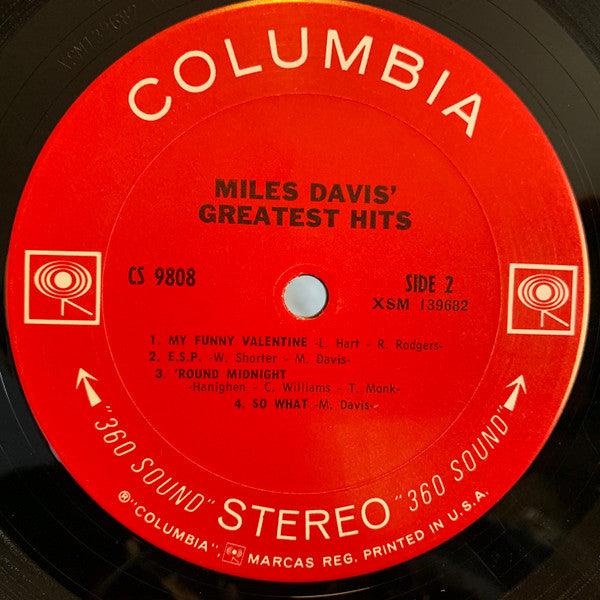 XSM 139682
COLUMBIA
MILES DAVIS'
GREATEST HITS
CS 9808
SIDE 2
XSM 139682
1. MY FUNNY VALENTINE -L. Hart - R. Rodgers-
2. E.S.P. -W. Shorter - M. Davis-
3. 'ROUND MIDNIGHT
-Hanighen - C. Williams - T. Monk-
4. SO WHAT -M. Davis-
"360 SOUND" STEREO "360 SOUND"
®"COLUMBIA", MARCAS REG. PRINTED IN U.S.A.